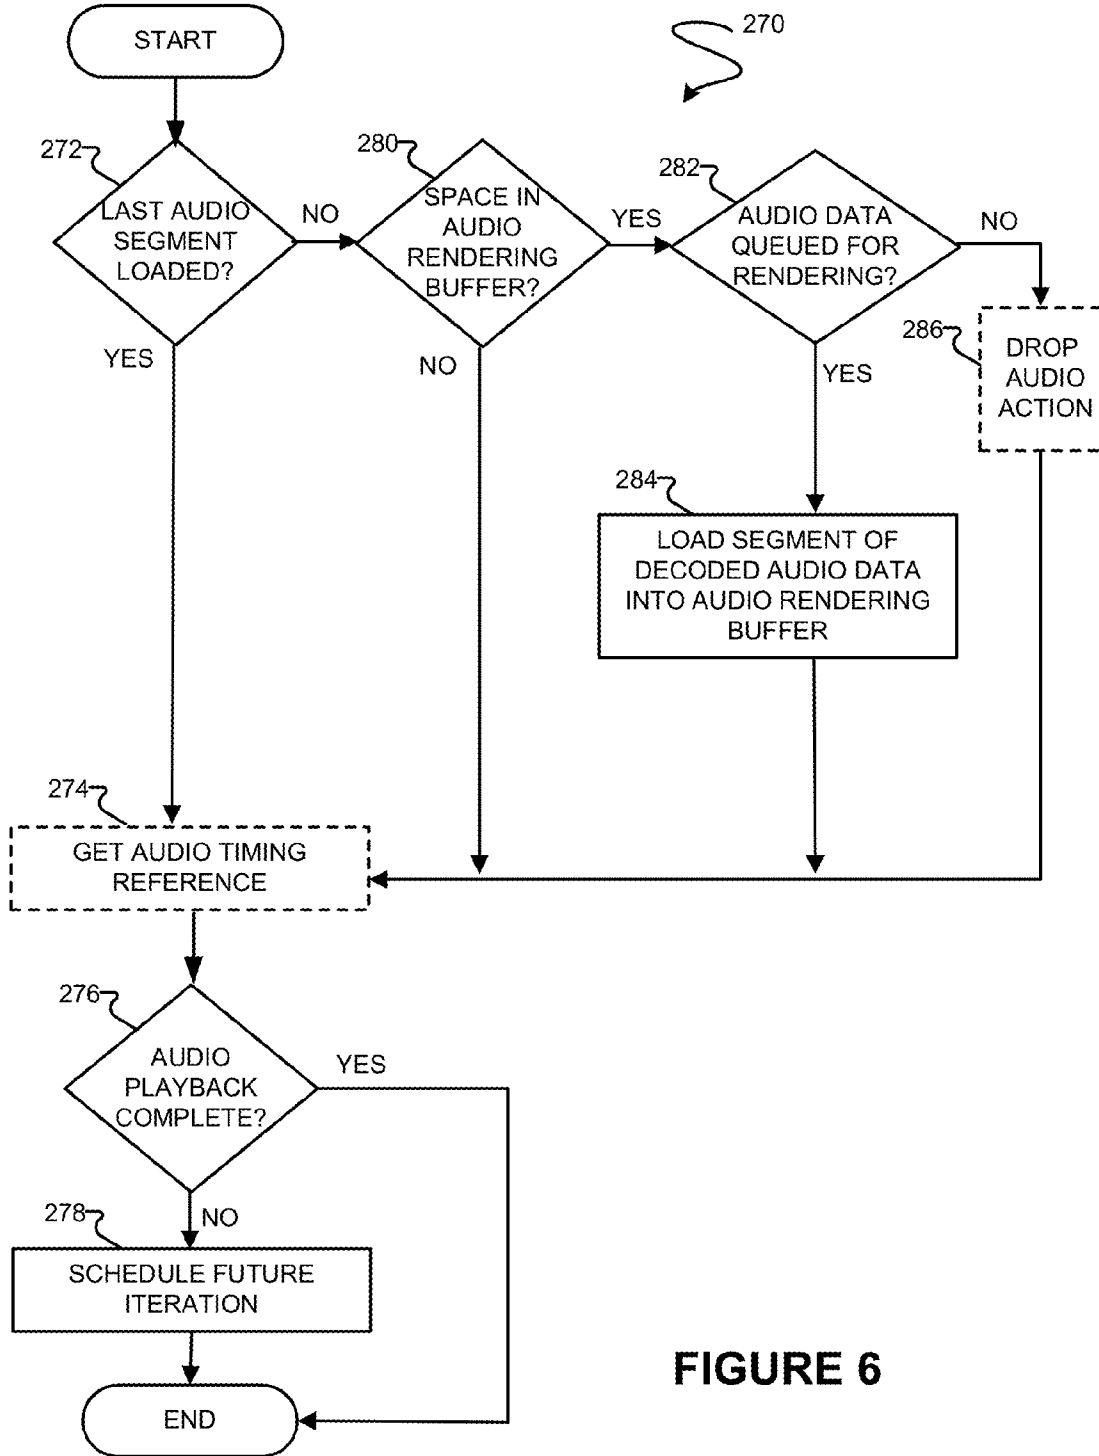 START
270
272
LAST AUDIO
SEGMENT
LOADED?
NO
YES
280
SPACE IN
AUDIO
RENDERING
BUFFER?
YES
NO
282
AUDIO DATA
QUEUED FOR
RENDERING?
NO
YES
286
DROP
AUDIO
ACTION
284
LOAD SEGMENT OF
DECODED AUDIO DATA
INTO AUDIO RENDERING
BUFFER
274
GET AUDIO TIMING
REFERENCE
276
AUDIO
PLAYBACK
COMPLETE?
YES
NO
278
SCHEDULE FUTURE
ITERATION
END
FIGURE 6